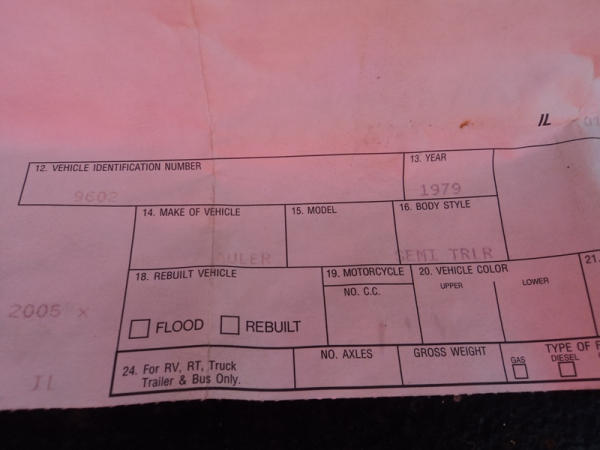 IL
12. VEHICLE IDENTIFICATION NUMBER
9602
13. YEAR
1979
14. MAKE OF VEHICLE
15. MODEL
16. BODY STYLE
SEMI TRLR
18. REBUILT VEHICLE
FLOOD
REBUILT
19. MOTORCYCLE
NO. C.C.
20. VEHICLE COLOR
UPPER
LOWER
21.
2005 x
24. For RV, RT, Truck
Trailer & Bus Only.
NO. AXLES
GROSS WEIGHT
TYPE OF
GAS
DIESEL
IL